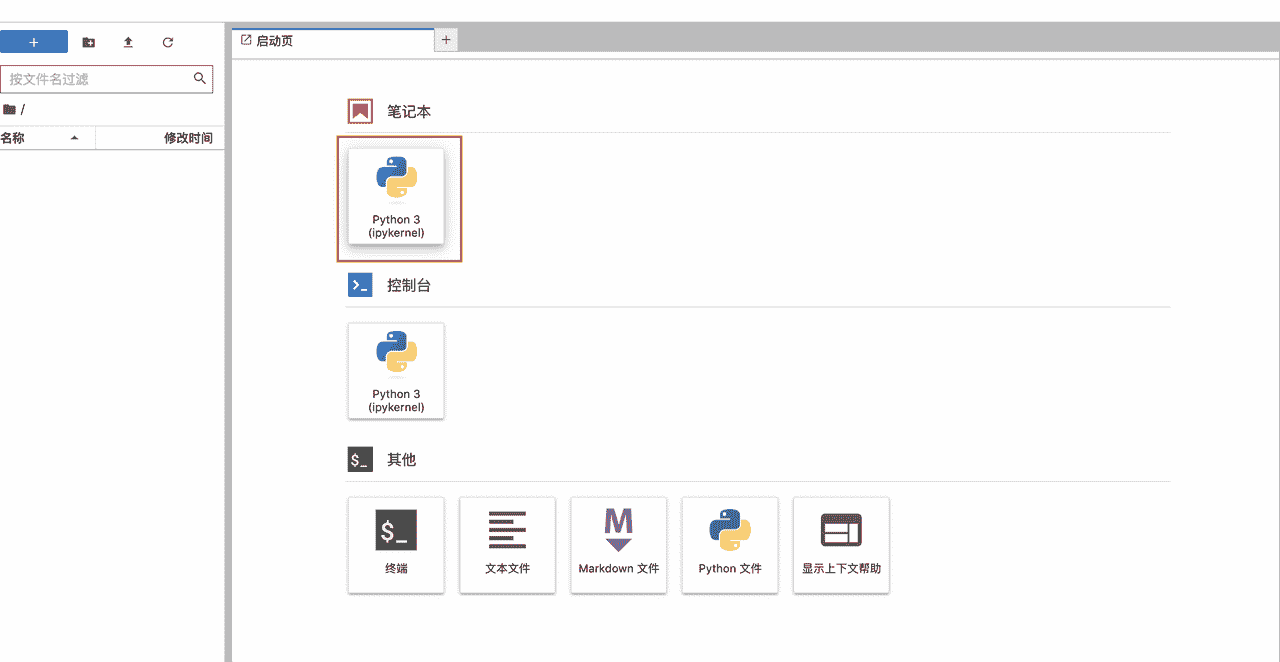 +
启动页
+
按文件名过滤
/
名称
修改时间
笔记本
Python 3
(ipykernel)
控制台
Python 3
(ipykernel)
其他
$_
$_
终端
文本文件
M
Markdown 文件
Python 文件
显示上下文帮助